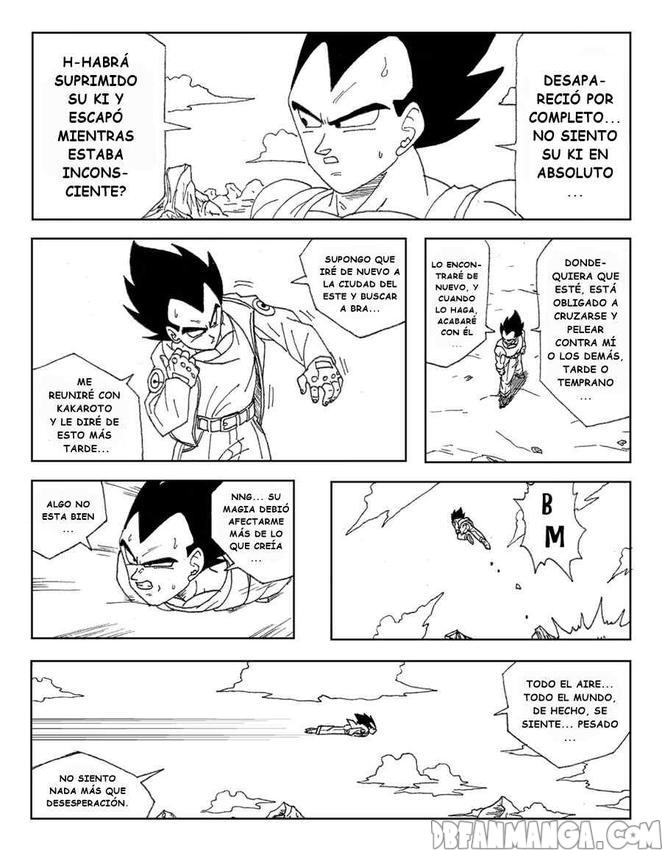 DESAPA-
RECIÓ POR
COMPLETO...
NO SIENTO
SU KI EN
ABSOLUTO
...
H-HABRÁ
SUPRIMIDO
SU KI Y
ESCAPÓ
MIENTRAS
ESTABA
INCONS-
CIENTE?
DONDE-
QUIERA QUE
ESTÉ, ESTÁ
OBLIGADO A
CRUZARSE Y
PELEAR
CONTRA MÍ
O LOS DEMÁS,
TARDE O
TEMPRANO
...
LO ENCON-
TRARÉ DE
NUEVO, Y
CUANDO
LO HAGA,
ACABARÉ
CON ÉL
...
SUPONGO QUE
IRÉ DE NUEVO A
LA CIUDAD DEL
ESTE Y BUSCAR
A BRA...
ME
REUNIRÉ CON
KAKAROTO
Y LE DIRÉ DE
ESTO MÁS
TARDE...
B
M
NNG... SU
MAGIA DEBIÓ
AFECTARME
MÁS DE LO
QUE CREÍA
...
ALGO NO
ESTA BIEN
...
TODO EL AIRE...
TODO EL MUNDO,
DE HECHO, SE
SIENTE... PESADO
...
NO SIENTO
NADA MÁS QUE
DESESPERACIÓN.
DBFANMANGA.COM